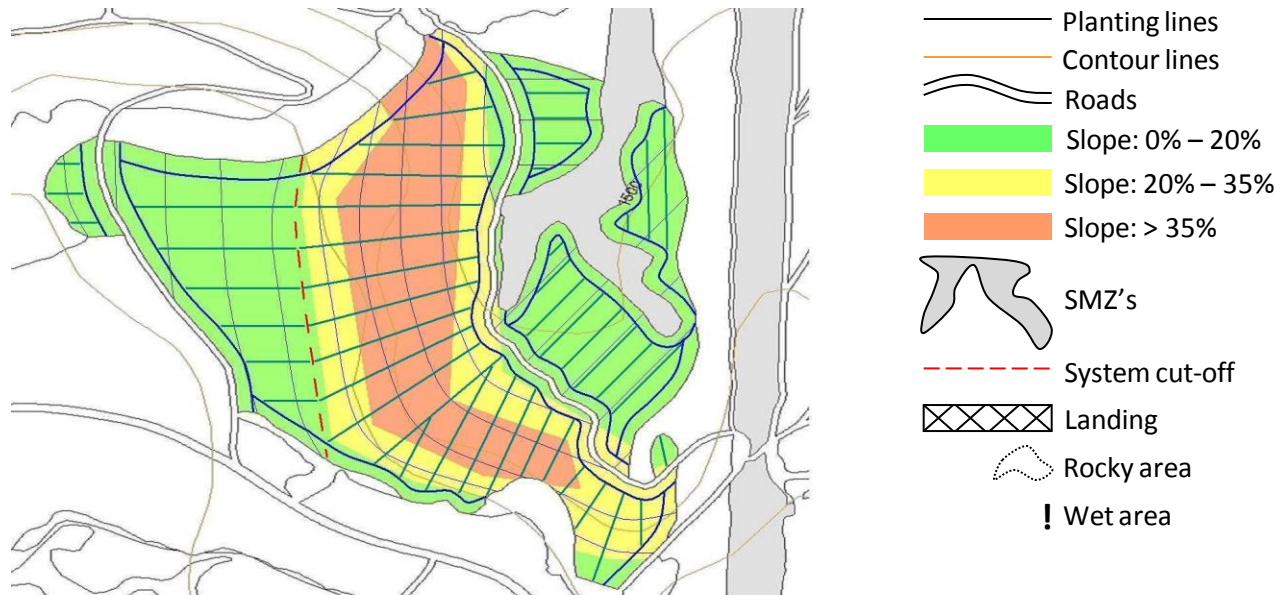 1500
Planting lines
Contour lines
Roads
Slope: 0% – 20%
Slope: 20% – 35%
Slope: > 35%
SMZ's
System cut-off
Landing
Rocky area
! Wet area